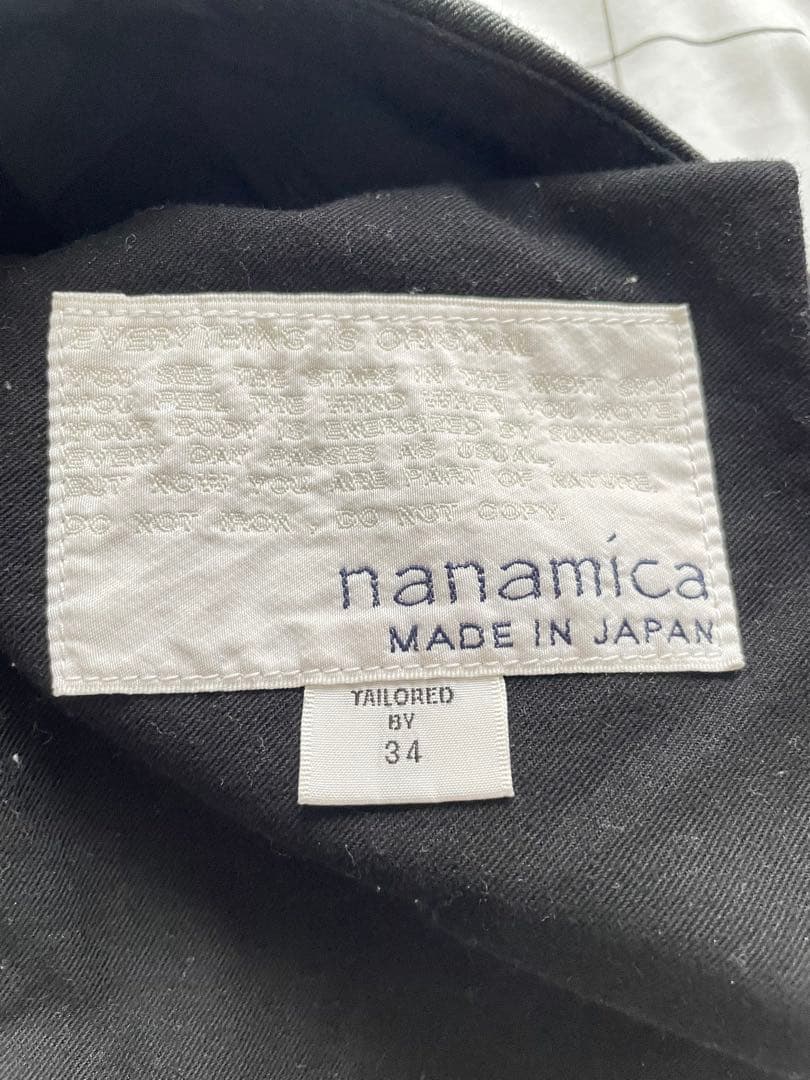 EVERYTHING IS ORIGINAL
YOU SEE THE STARS IN THE NIGHT SKY.
YOU FEEL THE WIND WHEN YOU MOVE.
YOUR BODY IS ENERGIZED BY SUNLIGHT.
EVERY DAY PASSES AS USUAL,
BUT NOW YOU ARE PART OF NATURE.
DO NOT , DO NOT COPY.
nanamica
MADE IN JAPAN
TAILORED
BY
34